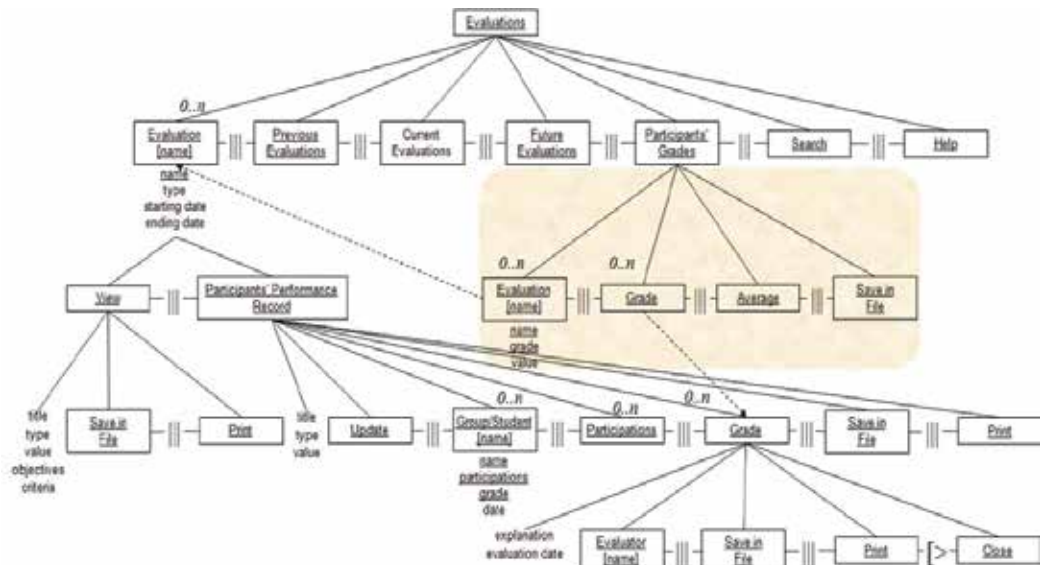 Evaluations
0..n
Evaluation
[name]
|||
Previous
Evaluations
|||
Current
Evaluations
|||
Future
Evaluations
|||
Participants'
Grades
|||
Search
|||
Help
name
type
starting date
ending date
0..n
0..n
View
|||
Participants' Performance
Record
Evaluation
[name]
|||
Grade
|||
Average
|||
Save in
File
name
grade
value
title
type
value
objectives
criteria
Save in
File
|||
Print
title
type
value
Update
|||
0..n
Group/Student
[name]
|||
0..n
Participations
|||
0..n
Grade
|||
Save in
File
|||
Print
name
participations
grade
date
explanation
evaluation date
Evaluator
[name]
|||
Save in
File
|||
Print
[>
Close